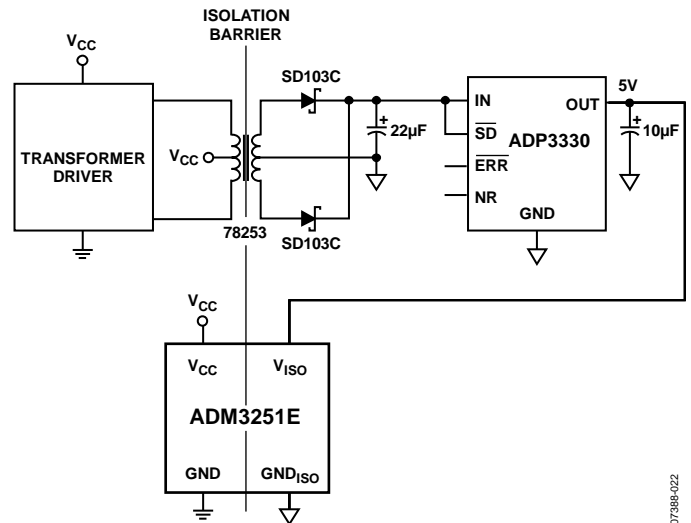 ISOLATION
BARRIER
VCC
SD103C
TRANSFORMER
DRIVER
VCC
78253
SD103C
+
22µF
IN
SD
ERR
NR
OUT
ADP3330
GND
5V
+
10µF
VCC
VCC
VISO
ADM3251E
GND
GNDISO
07388-022